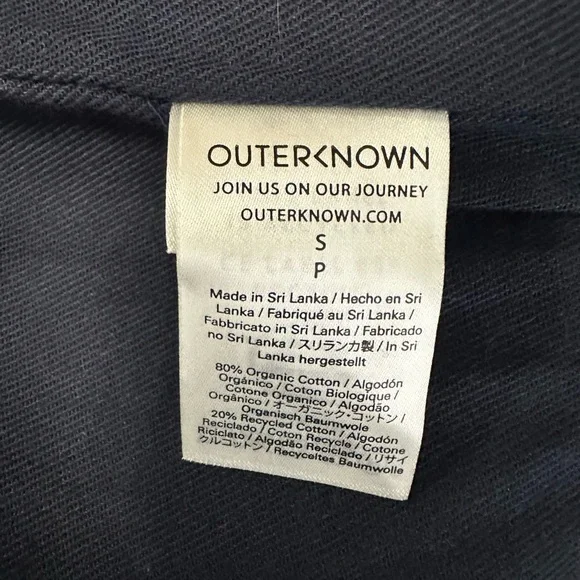 OUTERKNOWN
JOIN US ON OUR JOURNEY
OUTERKNOWN.COM
S
P
Made in Sri Lanka / Hecho en Sri
Lanka / Fabriqué au Sri Lanka /
Fabbricato in Sri Lanka / Fabricado
no Sri Lanka / スリランカ製 / In Sri
Lanka hergestellt
80% Organic Cotton / Algodón
Orgánico / Coton Biologique /
Cotone Organico / Algodão
Orgânico / オーガニック・コットン /
Organisch Baumwole
20% Recycled Cotton / Algodón
Reciclado / Coton Recycle / Cotone
Riciclato / Algodão Reciclado / リサイ
クルコットン / Recyceltes Baumwolle